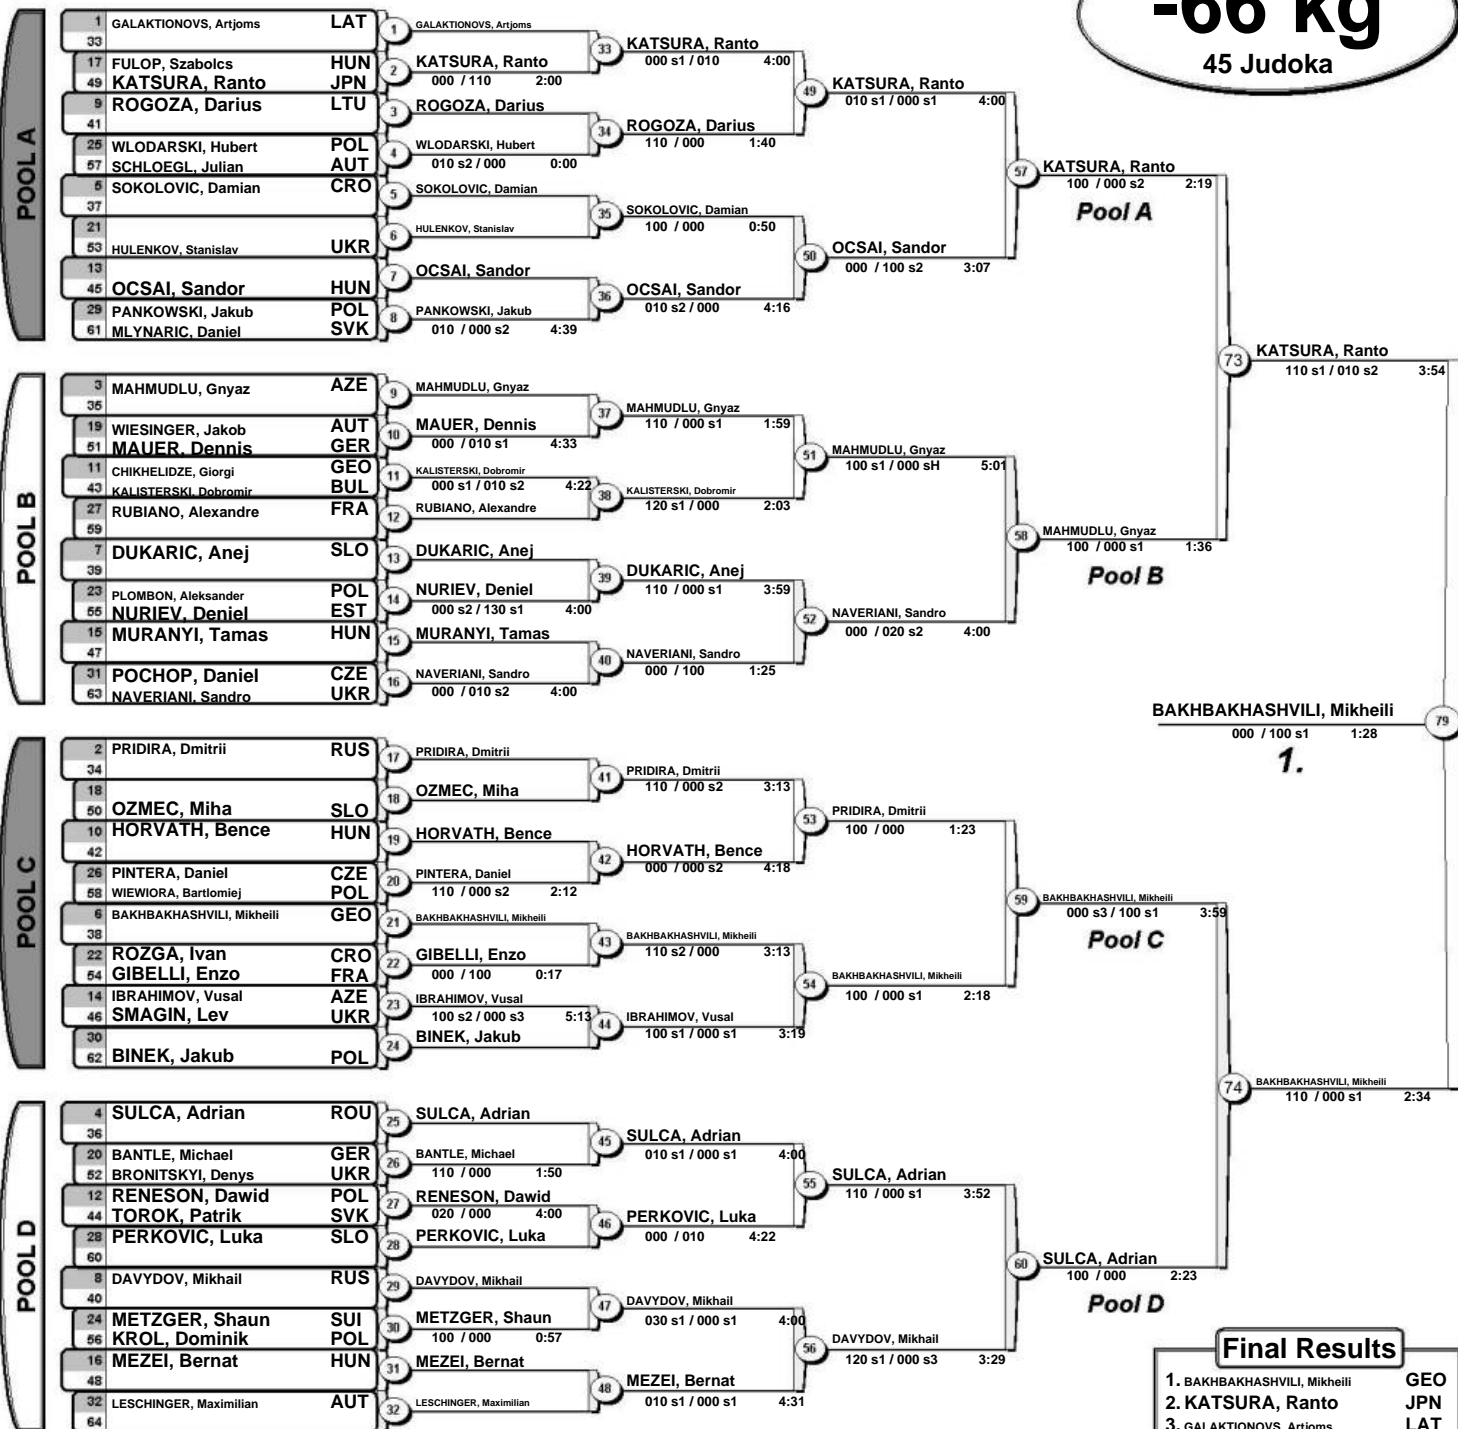 -66 kg
45 Judoka
POOL A
1 GALAKTIONOVS, Artjoms LAT
33
17 FULOP, Szabolcs HUN
49 KATSURA, Ranto JPN
9 ROGOZA, Darius LTU
41
25 WLODARSKI, Hubert POL
57 SCHLOEGL, Julian AUT
5 SOKOLOVIC, Damian CRO
37
21
53 HULENKOV, Stanislav UKR
13
45 OCSAI, Sandor HUN
29 PANKOWSKI, Jakub POL
61 MLYNARIC, Daniel SVK
1 GALAKTIONOVS, Artjoms
2 KATSURA, Ranto
000 / 110 2:00
3 ROGOZA, Darius
4 WLODARSKI, Hubert
010 s2 / 000 0:00
5 SOKOLOVIC, Damian
6 HULENKOV, Stanislav
7 OCSAI, Sandor
8 PANKOWSKI, Jakub
010 / 000 s2 4:39
33 KATSURA, Ranto
000 s1 / 010 4:00
34 ROGOZA, Darius
110 / 000 1:40
35 SOKOLOVIC, Damian
100 / 000 0:50
36 OCSAI, Sandor
010 s2 / 000 4:16
49 KATSURA, Ranto
010 s1 / 000 s1 4:00
50 OCSAI, Sandor
000 / 100 s2 3:07
57 KATSURA, Ranto
100 / 000 s2 2:19
Pool A
POOL B
3 MAHMUDLU, Gnyaz AZE
35
19 WIESINGER, Jakob AUT
51 MAUER, Dennis GER
11 CHIKHELIDZE, Giorgi GEO
43 KALISTERSKI, Dobromir BUL
27 RUBIANO, Alexandre FRA
59
7 DUKARIC, Anej SLO
39
23 PLOMBON, Aleksander POL
55 NURIEV, Deniel EST
15 MURANYI, Tamas HUN
47
31 POCHOP, Daniel CZE
63 NAVERIANI, Sandro UKR
9 MAHMUDLU, Gnyaz
10 MAUER, Dennis
000 / 010 s1 4:33
11 KALISTERSKI, Dobromir
000 s1 / 010 s2 4:22
12 RUBIANO, Alexandre
13 DUKARIC, Anej
14 NURIEV, Deniel
000 s2 / 130 s1 4:00
15 MURANYI, Tamas
16 NAVERIANI, Sandro
000 / 010 s2 4:00
37 MAHMUDLU, Gnyaz
110 / 000 s1 1:59
38 KALISTERSKI, Dobromir
120 s1 / 000 2:03
39 DUKARIC, Anej
110 / 000 s1 3:59
40 NAVERIANI, Sandro
000 / 100 1:25
51 MAHMUDLU, Gnyaz
100 s1 / 000 sH 5:01
52 NAVERIANI, Sandro
000 / 020 s2 4:00
58 MAHMUDLU, Gnyaz
100 / 000 s1 1:36
Pool B
73 KATSURA, Ranto
110 s1 / 010 s2 3:54
BAKHBAKHASHVILI, Mikheili 79
000 / 100 s1 1:28
1.
POOL C
2 PRIDIRA, Dmitrii RUS
34
18
50 OZMEC, Miha SLO
10 HORVATH, Bence HUN
42
26 PINTERA, Daniel CZE
58 WIEWIORA, Bartlomiej POL
6 BAKHBAKHASHVILI, Mikheili GEO
38
22 ROZGA, Ivan CRO
54 GIBELLI, Enzo FRA
14 IBRAHIMOV, Vusal AZE
46 SMAGIN, Lev UKR
30
62 BINEK, Jakub POL
17 PRIDIRA, Dmitrii
18 OZMEC, Miha
19 HORVATH, Bence
20 PINTERA, Daniel
110 / 000 s2 2:12
21 BAKHBAKHASHVILI, Mikheili
22 GIBELLI, Enzo
000 / 100 0:17
23 IBRAHIMOV, Vusal
100 s2 / 000 s3 5:13
24 BINEK, Jakub
41 PRIDIRA, Dmitrii
110 / 000 s2 3:13
42 HORVATH, Bence
000 / 000 s2 4:18
43 BAKHBAKHASHVILI, Mikheili
110 s2 / 000 3:13
44 IBRAHIMOV, Vusal
100 s1 / 000 s1 3:19
53 PRIDIRA, Dmitrii
100 / 000 1:23
54 BAKHBAKHASHVILI, Mikheili
100 / 000 s1 2:18
59 BAKHBAKHASHVILI, Mikheili
000 s3 / 100 s1 3:59
Pool C
POOL D
4 SULCA, Adrian ROU
36
20 BANTLE, Michael GER
52 BRONITSKYI, Denys UKR
12 RENESON, Dawid POL
44 TOROK, Patrik SVK
28 PERKOVIC, Luka SLO
60
8 DAVYDOV, Mikhail RUS
40
24 METZGER, Shaun SUI
56 KROL, Dominik POL
16 MEZEI, Bernat HUN
48
32 LESCHINGER, Maximilian AUT
64
25 SULCA, Adrian
26 BANTLE, Michael
110 / 000 1:50
27 RENESON, Dawid
020 / 000 4:00
28 PERKOVIC, Luka
29 DAVYDOV, Mikhail
30 METZGER, Shaun
100 / 000 0:57
31 MEZEI, Bernat
32 LESCHINGER, Maximilian
45 SULCA, Adrian
010 s1 / 000 s1 4:00
46 PERKOVIC, Luka
000 / 010 4:22
47 DAVYDOV, Mikhail
030 s1 / 000 s1 4:00
48 MEZEI, Bernat
010 s1 / 000 s1 4:31
55 SULCA, Adrian
110 / 000 s1 3:52
56 DAVYDOV, Mikhail
120 s1 / 000 s3 3:29
60 SULCA, Adrian
100 / 000 2:23
Pool D
74 BAKHBAKHASHVILI, Mikheili
110 / 000 s1 2:34
Final Results
1. BAKHBAKHASHVILI, Mikheili GEO
2. KATSURA, Ranto JPN
3. GALAKTIONOVS, Artjoms LAT